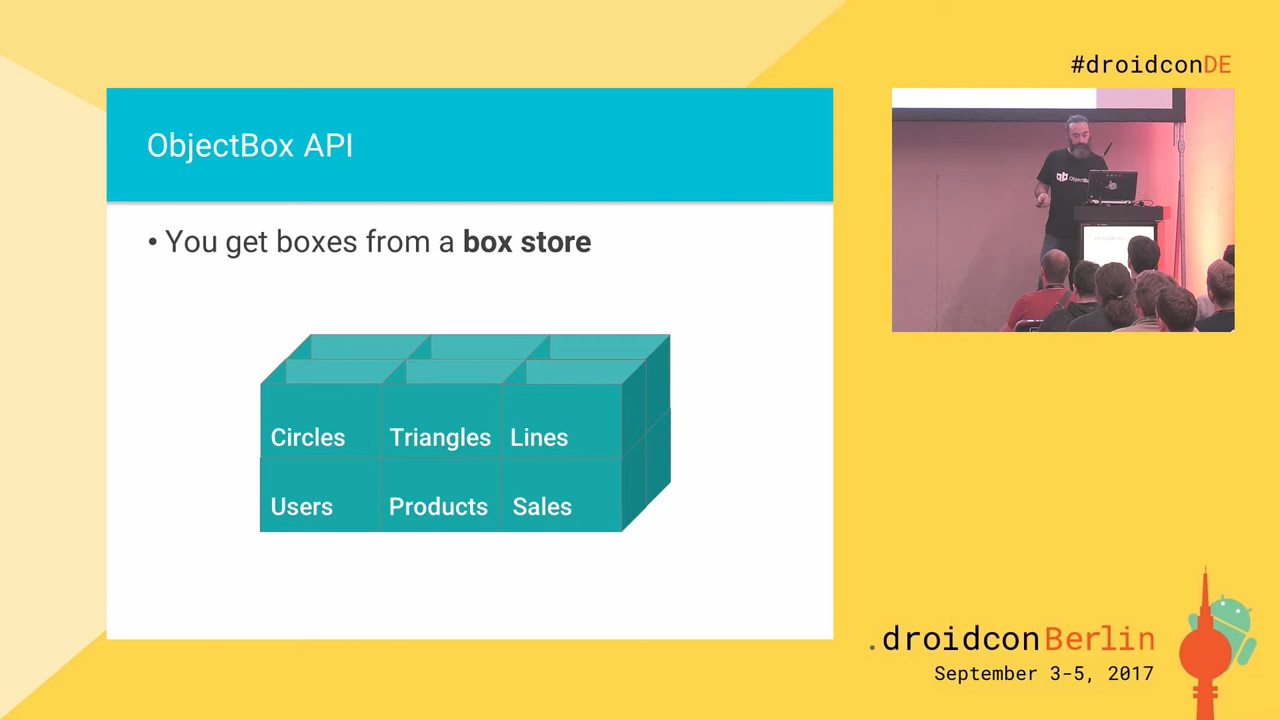 #droidconDE
ObjectBox API
• You get boxes from a box store
Circles Triangles Lines
Users Products Sales
.droidconBerlin
September 3-5, 2017